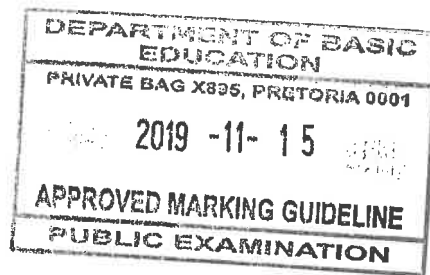 DEPARTMENT OF BASIC
EDUCATION
PRIVATE BAG X895, PRETORIA 0001
2019 -11- 15
APPROVED MARKING GUIDELINE
PUBLIC EXAMINATION